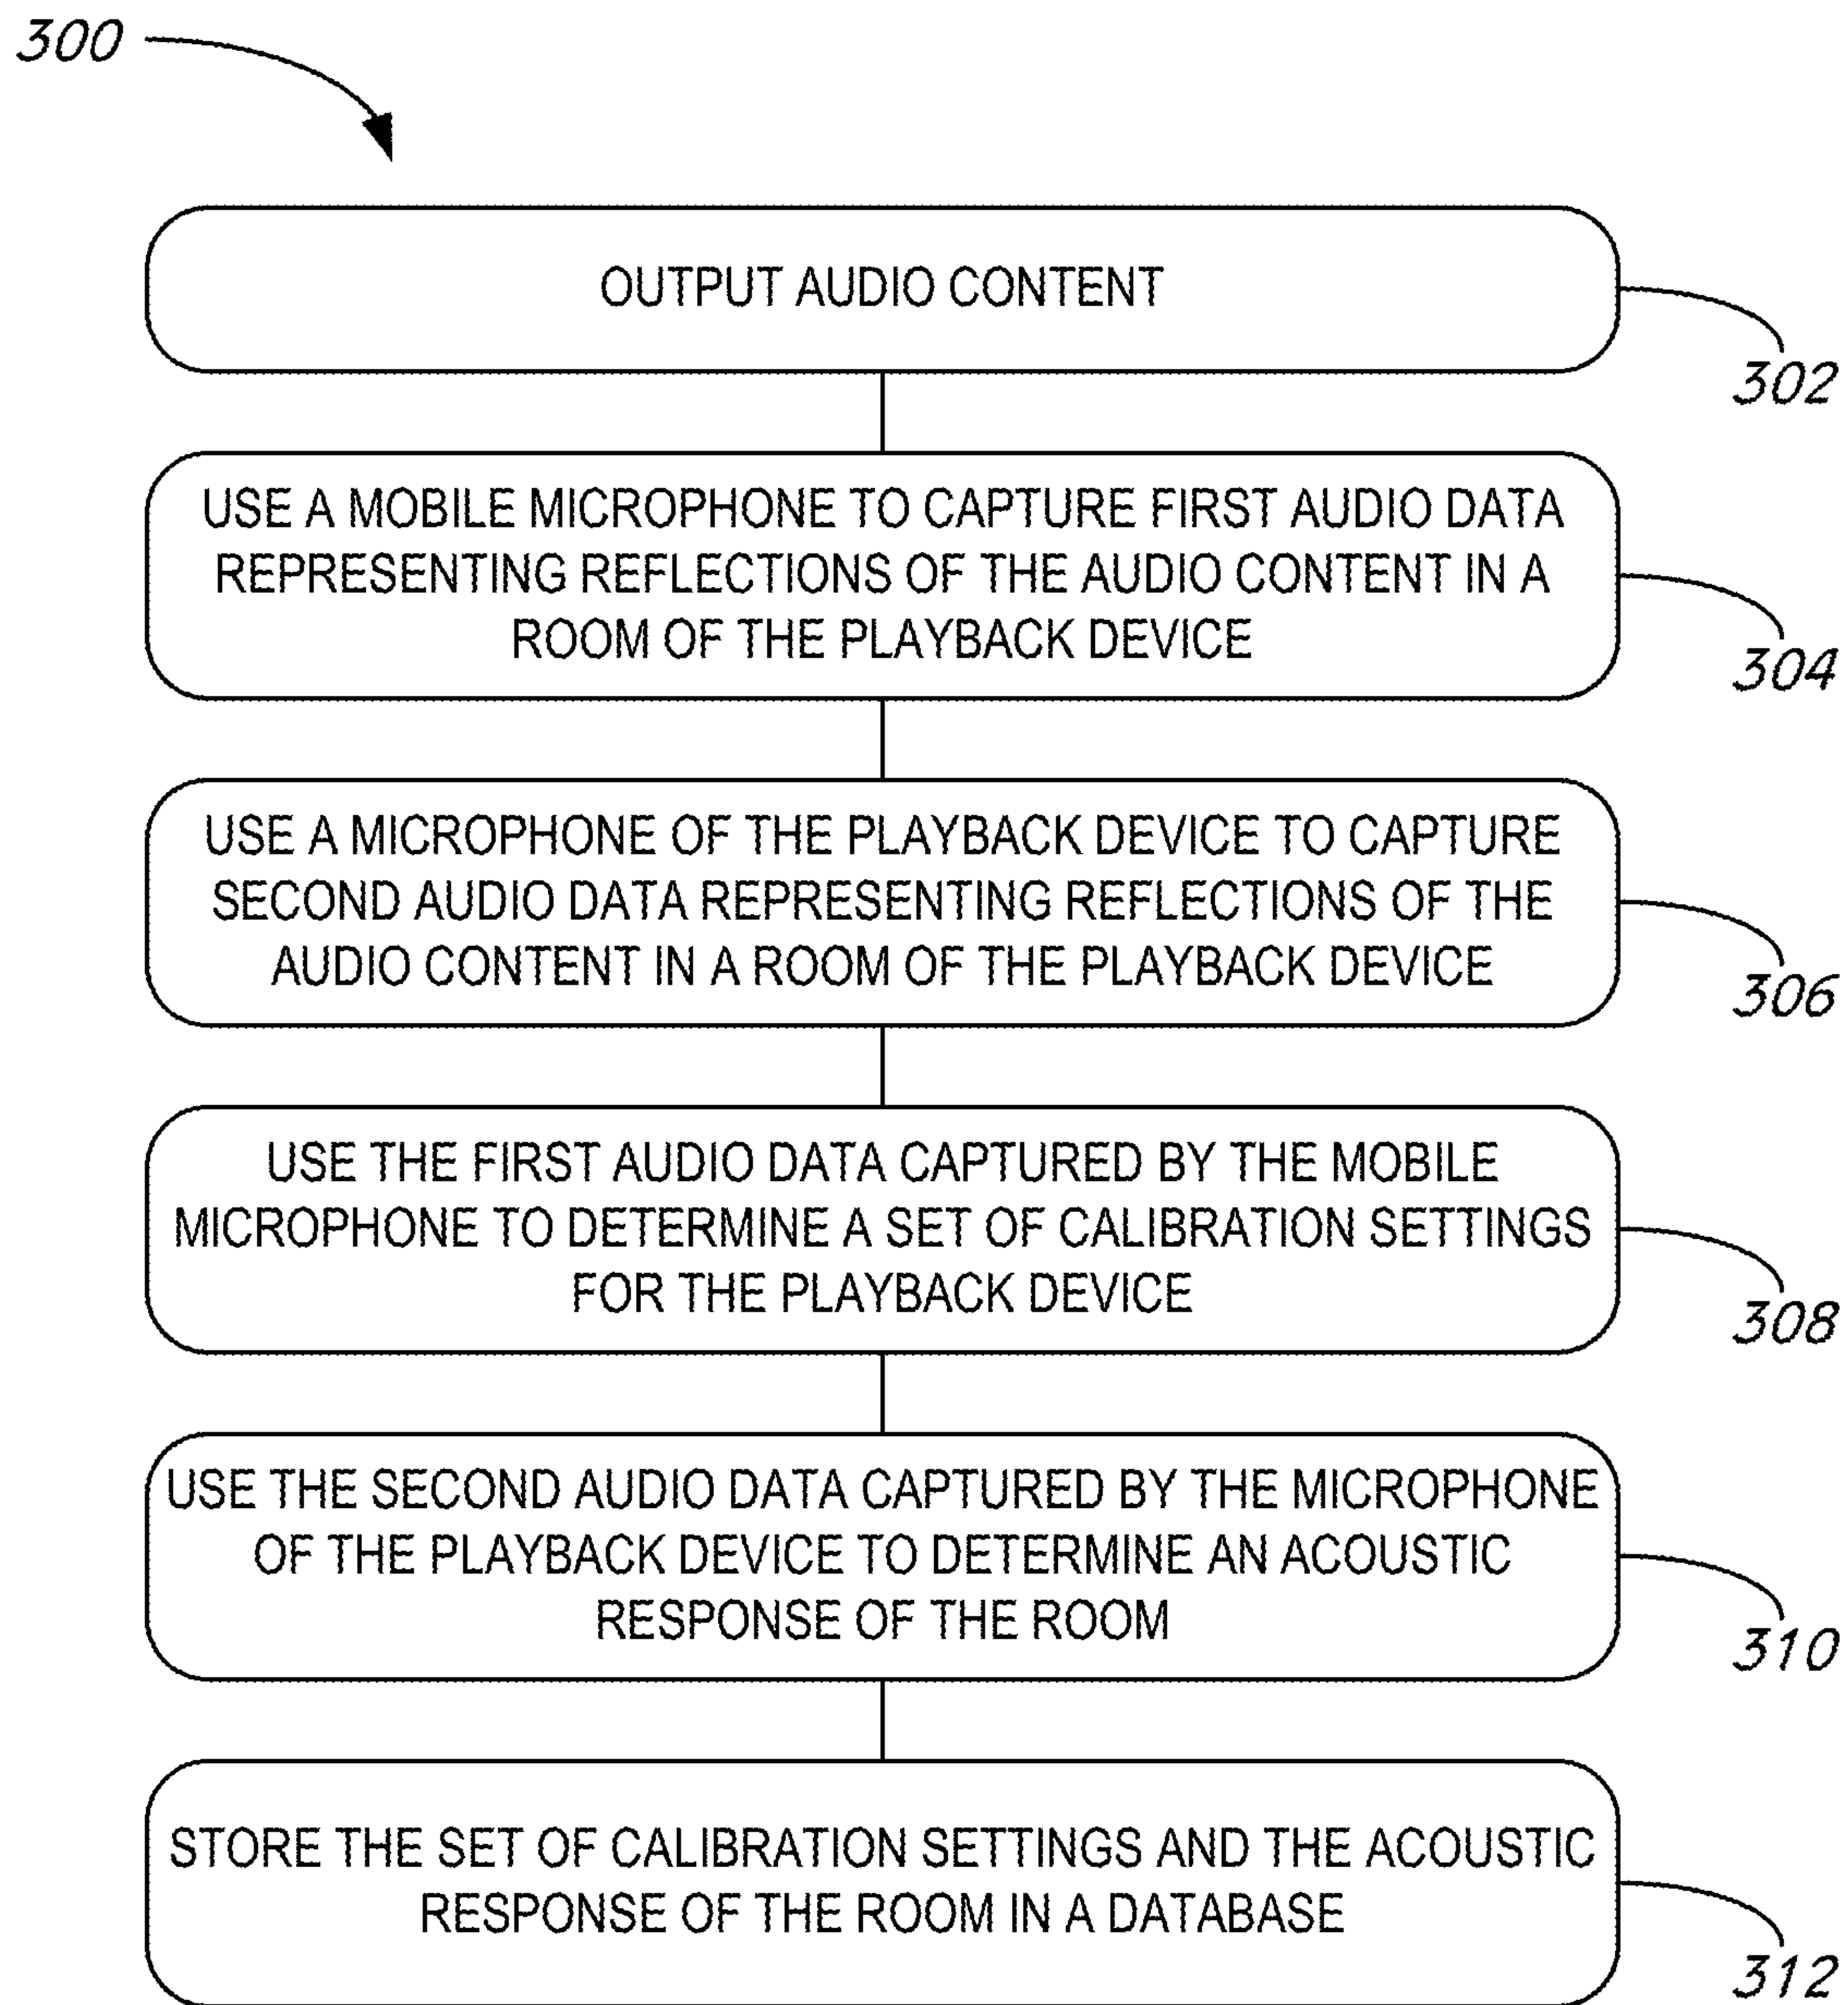 300
OUTPUT AUDIO CONTENT
302
USE A MOBILE MICROPHONE TO CAPTURE FIRST AUDIO DATA
REPRESENTING REFLECTIONS OF THE AUDIO CONTENT IN A
ROOM OF THE PLAYBACK DEVICE
304
USE A MICROPHONE OF THE PLAYBACK DEVICE TO CAPTURE
SECOND AUDIO DATA REPRESENTING REFLECTIONS OF THE
AUDIO CONTENT IN A ROOM OF THE PLAYBACK DEVICE
306
USE THE FIRST AUDIO DATA CAPTURED BY THE MOBILE
MICROPHONE TO DETERMINE A SET OF CALIBRATION SETTINGS
FOR THE PLAYBACK DEVICE
308
USE THE SECOND AUDIO DATA CAPTURED BY THE MICROPHONE
OF THE PLAYBACK DEVICE TO DETERMINE AN ACOUSTIC
RESPONSE OF THE ROOM
310
STORE THE SET OF CALIBRATION SETTINGS AND THE ACOUSTIC
RESPONSE OF THE ROOM IN A DATABASE
312